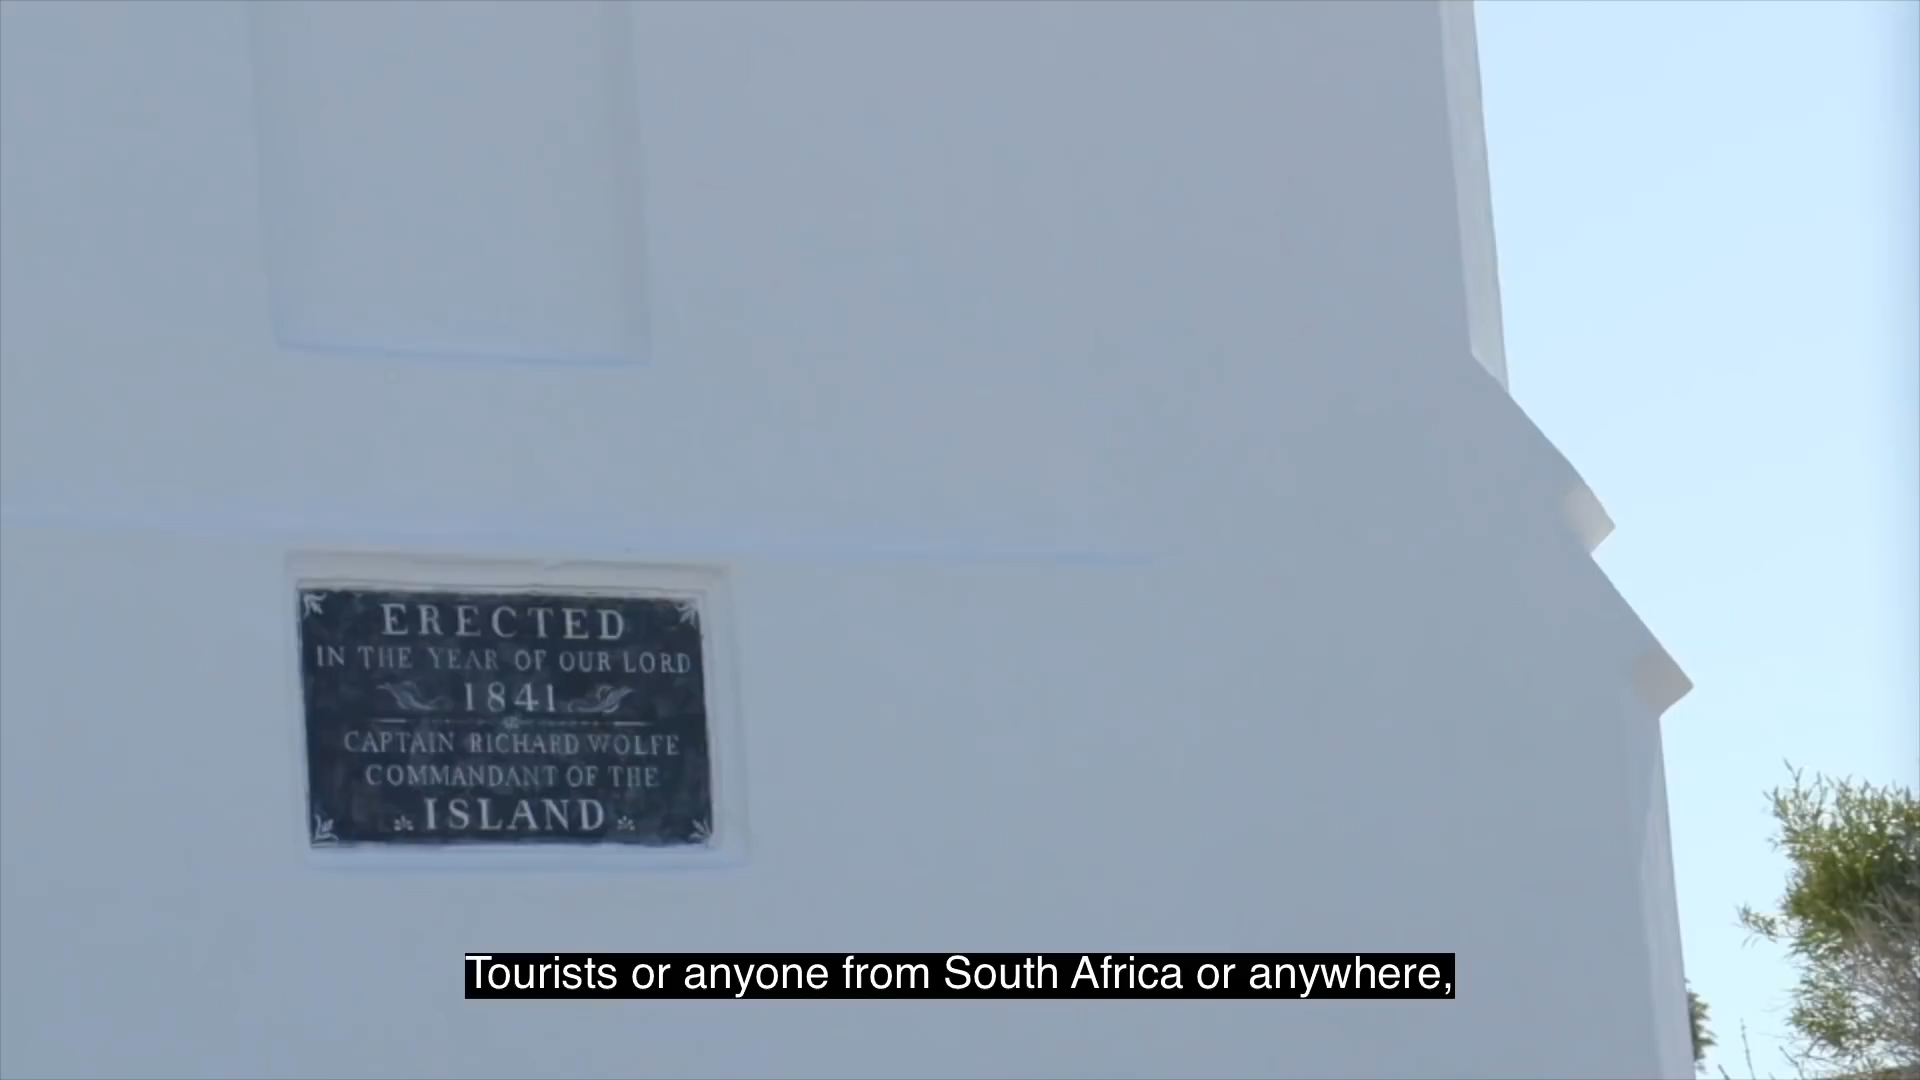 ERECTED
IN THE YEAR OF OUR LORD
1841
CAPTAIN RICHARD WOLFE
COMMANDANT OF THE
ISLAND
Tourists or anyone from South Africa or anywhere,